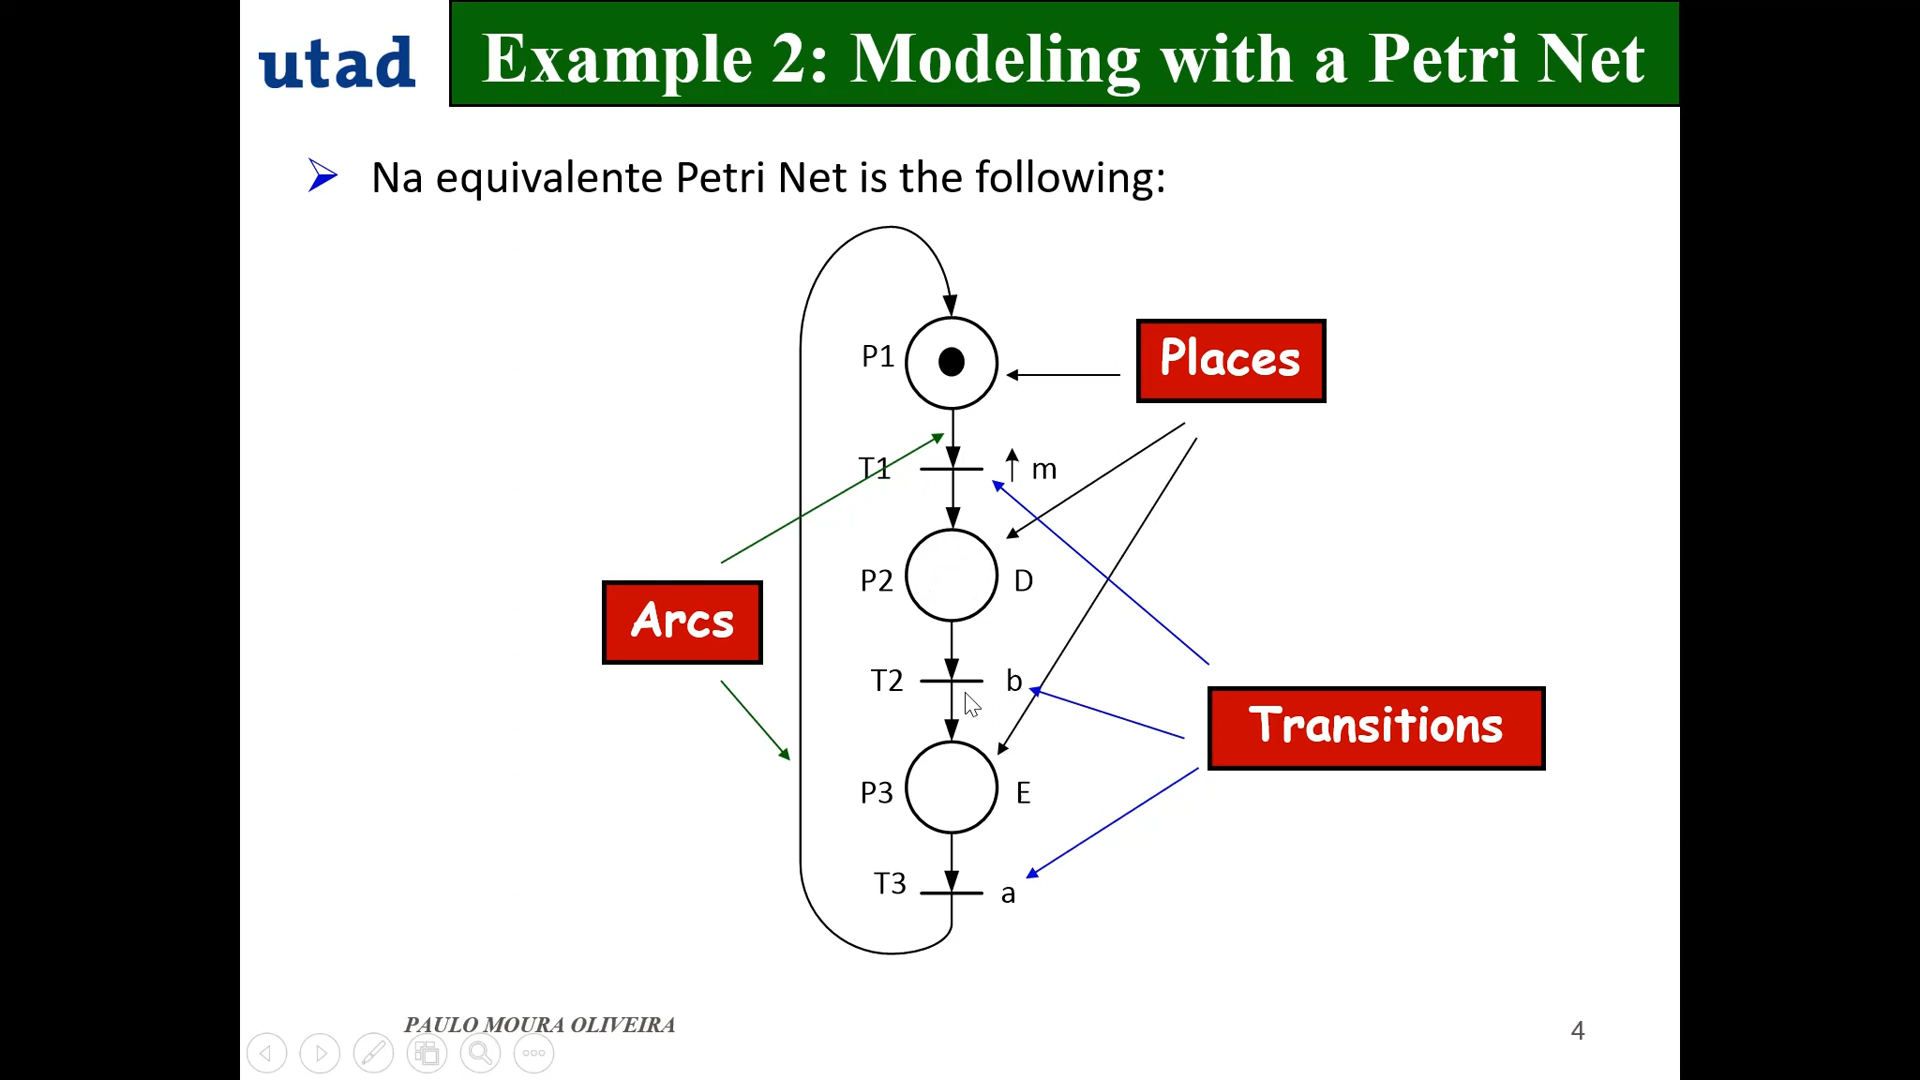 utad
Example 2: Modeling with a Petri Net
Na equivalente Petri Net is the following:
P1
Places
T1
↑ m
P2
D
Arcs
T2
b
Transitions
P3
E
T3
a
PAULO MOURA OLIVEIRA
4